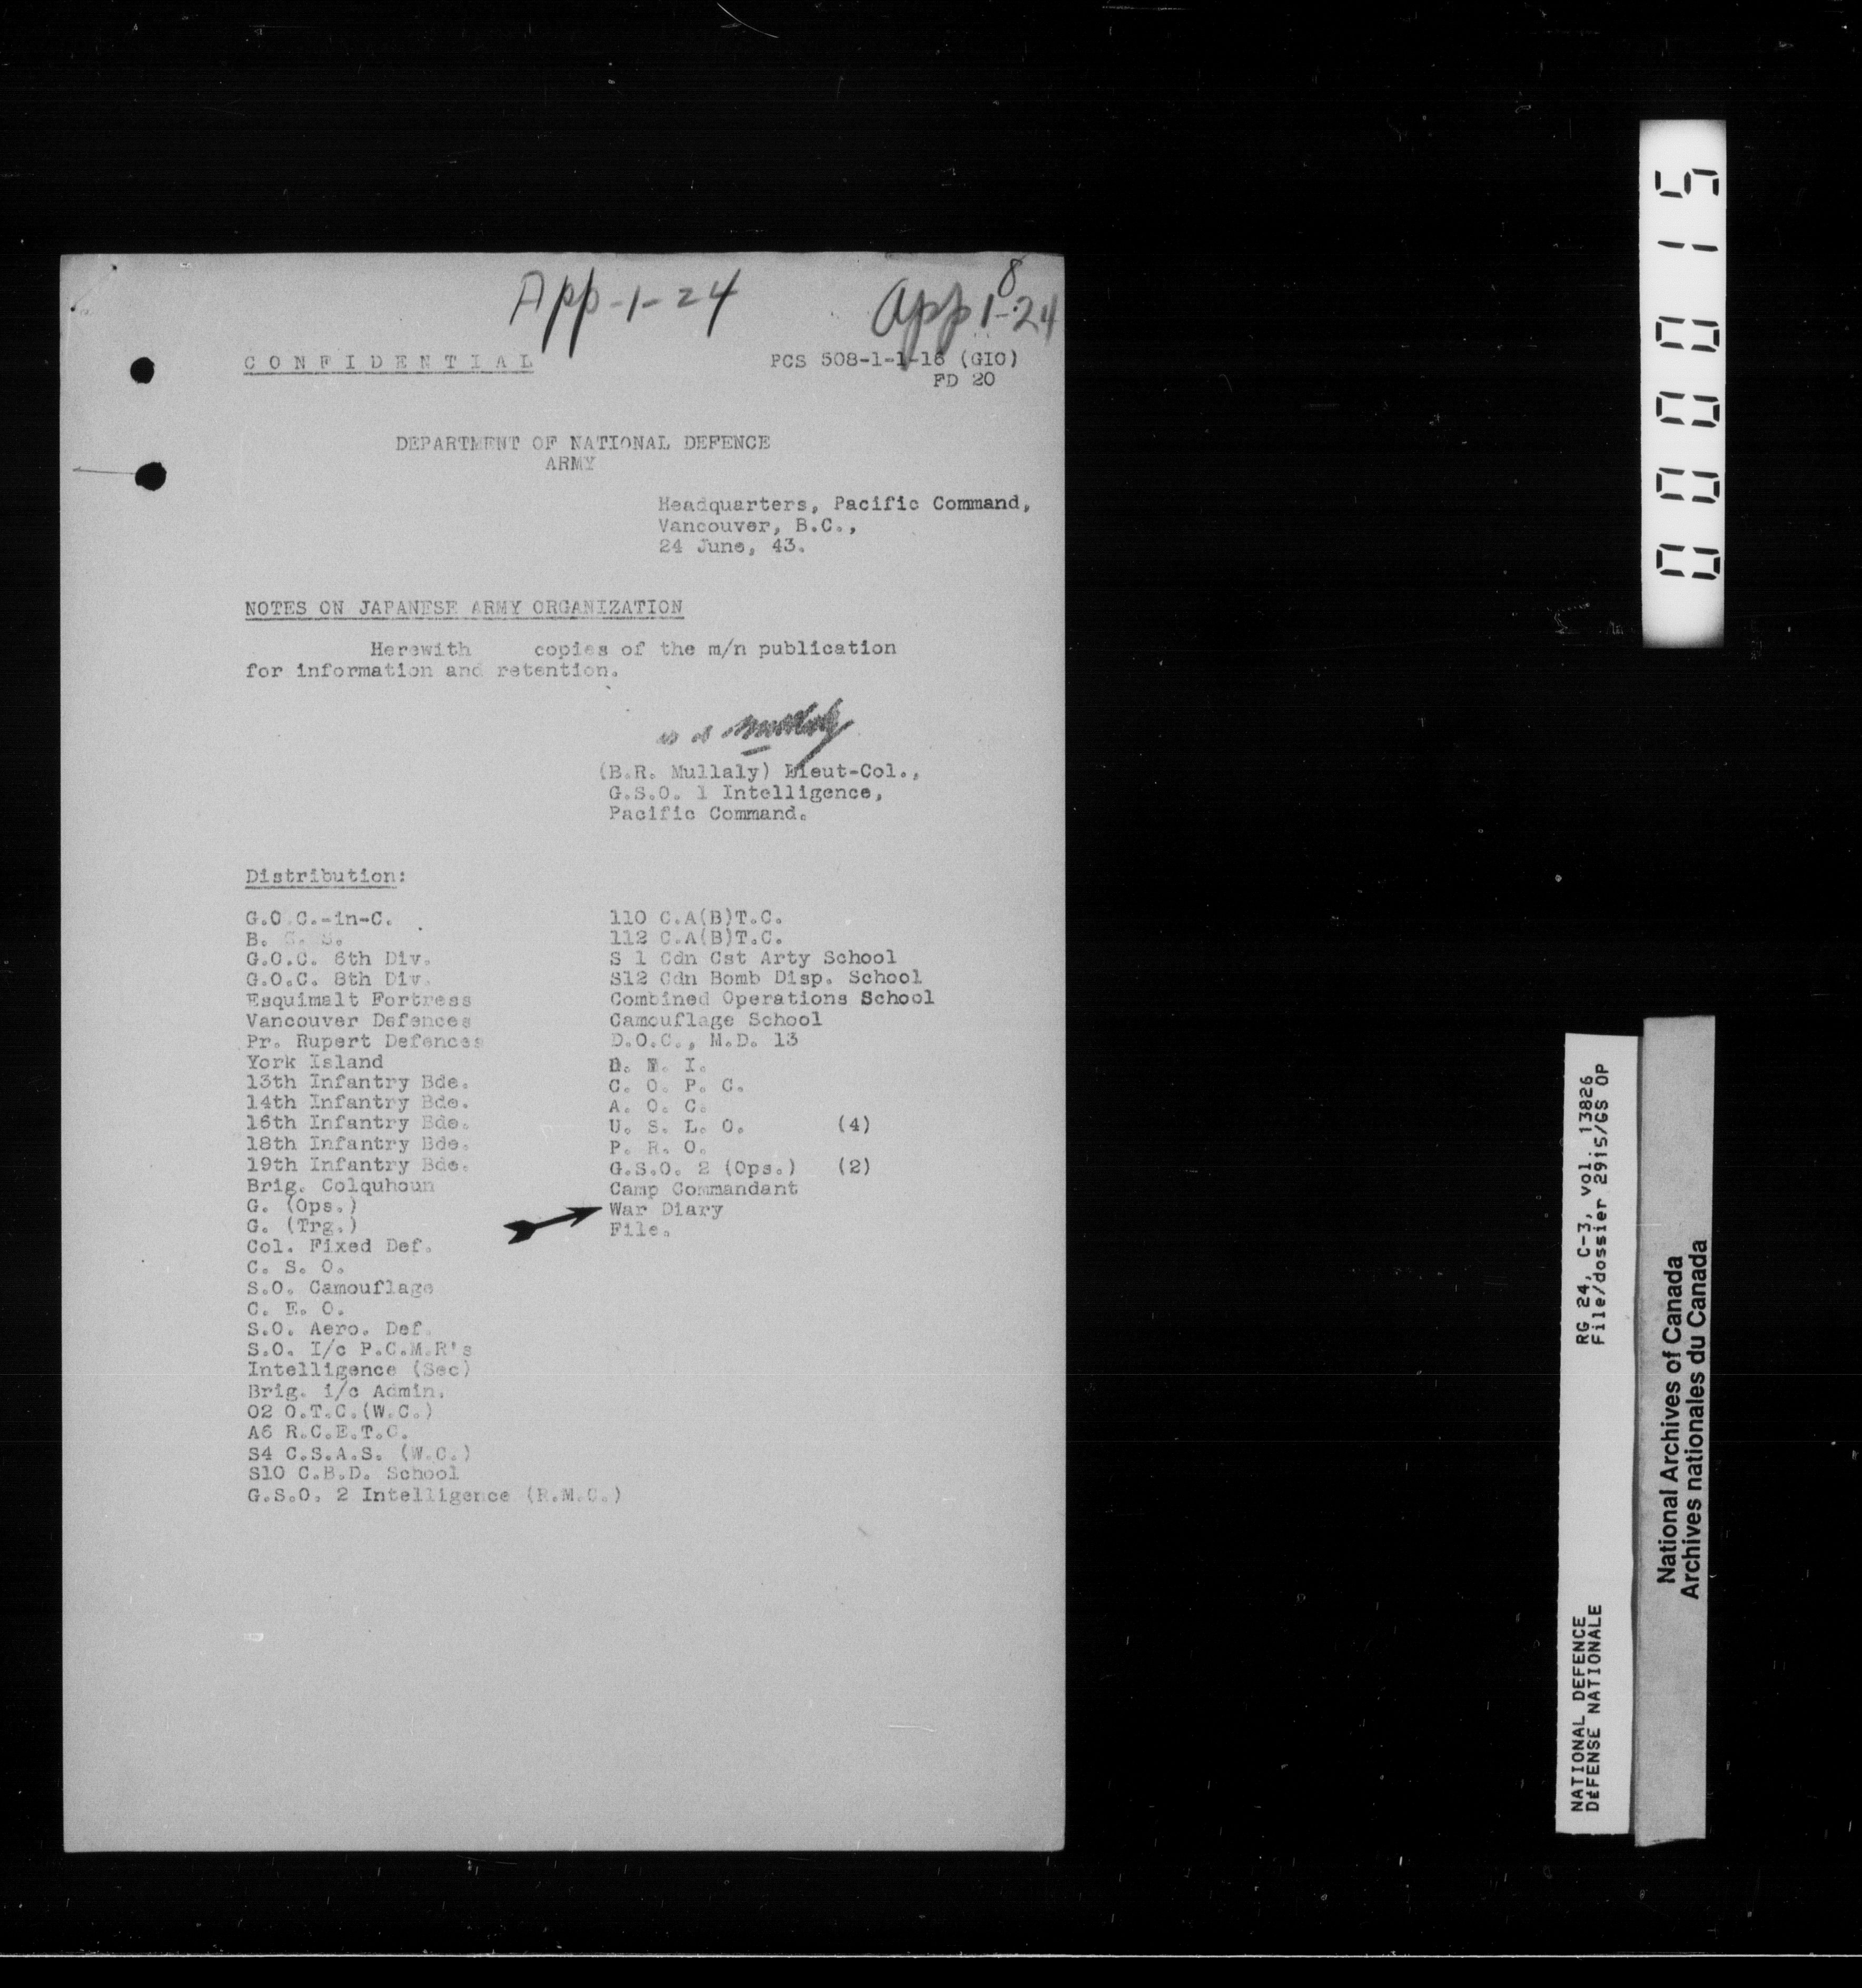 App-1-24
App 1-24
8
CONFIDENTIAL
PCS 508-1-1-16 (GIO)
FD 20
DEPARTMENT OF NATIONAL DEFENCE
ARMY
Headquarters, Pacific Command,
Vancouver, B.C.,
24 June, 43.
NOTES ON JAPANESE ARMY ORGANIZATION
Herewith copies of the m/n publication
for information and retention.
(B.R. Mullaly) Lieut-Col.,
G.S.O. 1 Intelligence,
Pacific Command.
Distribution:
G.O.C.-in-C.
B. G. S.
G.O.C. 6th Div.
G.O.C. 8th Div.
Esquimalt Fortress
Vancouver Defences
Pr. Rupert Defences
York Island
13th Infantry Bde.
14th Infantry Bde.
16th Infantry Bde.
18th Infantry Bde.
19th Infantry Bde.
Brig. Colquhoun
G. (Ops.)
G. (Trg.)
Col. Fixed Def.
C. S. O.
S.O. Camouflage
C. E. O.
S.O. Aero. Def.
S.O. I/c P.C.M.R's
Intelligence (Sec)
Brig. i/c Admin.
O2 O.T.C.(W.C.)
A6 R.C.E.T.C.
S4 C.S.A.S. (W.C.)
S10 C.B.D. School
G.S.O. 2 Intelligence (R.M.C.)
110 C.A(B)T.C.
112 C.A(B)T.C.
S 1 Cdn Cst Arty School
S12 Cdn Bomb Disp. School
Combined Operations School
Camouflage School
D.O.C., M.D. 13
I.
C. O. P. C.
A. O. C.
U. S. L. O. (4)
P. R. O.
G.S.O. 2 (Ops.) (2)
Camp Commandant
War Diary
File.
000015
NATIONAL DEFENCE
DÉFENSE NATIONALE
RG 24, C-3, vol. 13826
File/dossier 2915/GS OP
National Archives of Canada
Archives nationales du Canada